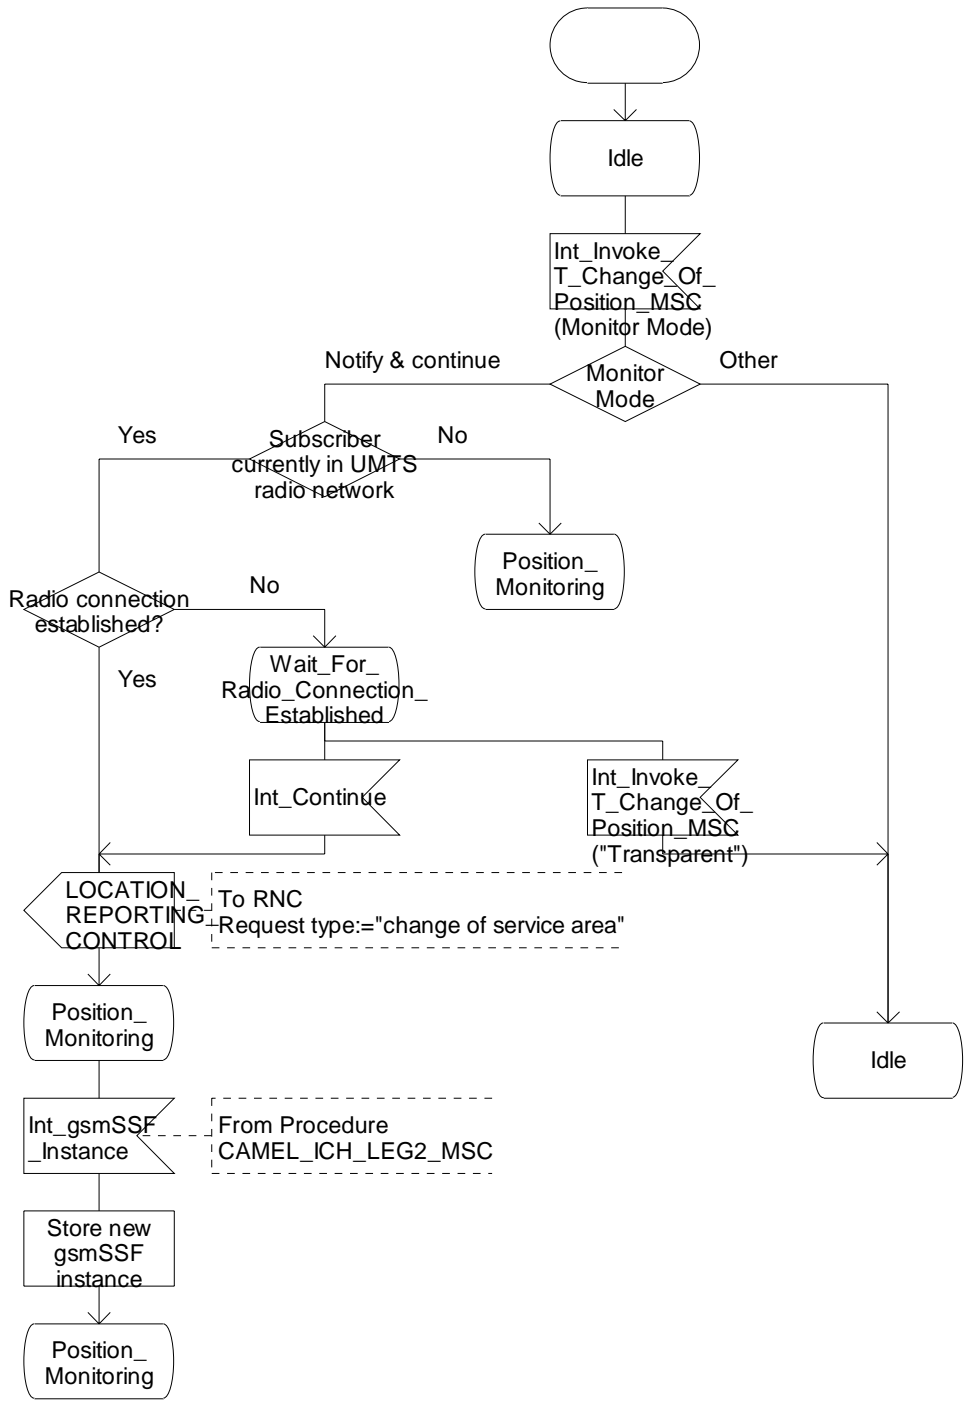 Idle
Int_Invoke_
T_Change_Of_
Position_MSC
(Monitor Mode)
Notify & continue
Monitor
Mode
Other
Yes
Subscriber
currently in UMTS
radio network
No
Position_
Monitoring
Radio connection
established?
No
Yes
Wait_For_
Radio_Connection_
Established
Int_Continue
Int_Invoke_
T_Change_Of_
Position_MSC
("Transparent")
LOCATION_
REPORTING_
CONTROL
To RNC
Request type:="change of service area"
Position_
Monitoring
Idle
Int_gsmSSF
_Instance
From Procedure
CAMEL_ICH_LEG2_MSC
Store new
gsmSSF
instance
Position_
Monitoring